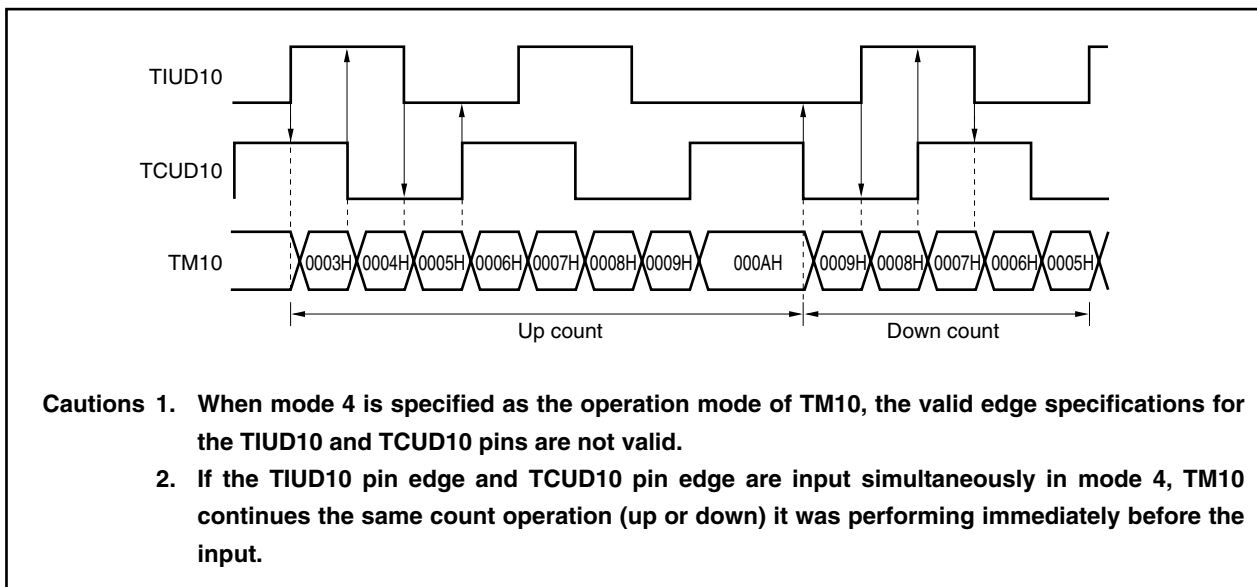 TIUD10
TCUD10
TM10
0003H 0004H 0005H 0006H 0007H 0008H 0009H 000AH 0009H 0008H 0007H 0006H 0005H
Up count Down count
Cautions 1. When mode 4 is specified as the operation mode of TM10, the valid edge specifications for
the TIUD10 and TCUD10 pins are not valid.
2. If the TIUD10 pin edge and TCUD10 pin edge are input simultaneously in mode 4, TM10
continues the same count operation (up or down) it was performing immediately before the
input.